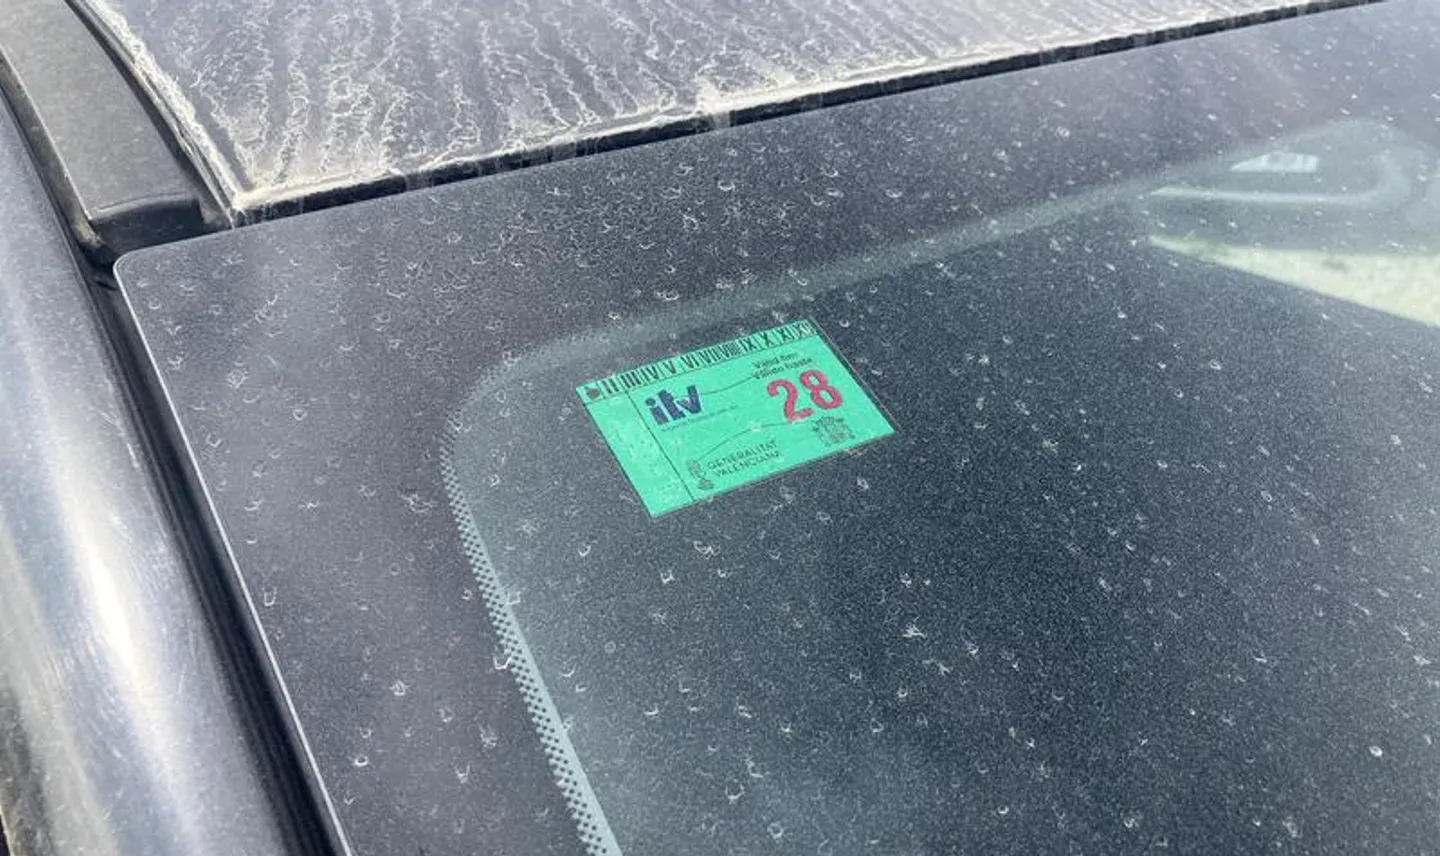 II III IV V VI VII VIII IX X XI XII
Vàlid fins
Válido hasta
itv
28
GENERALITAT
VALENCIANA